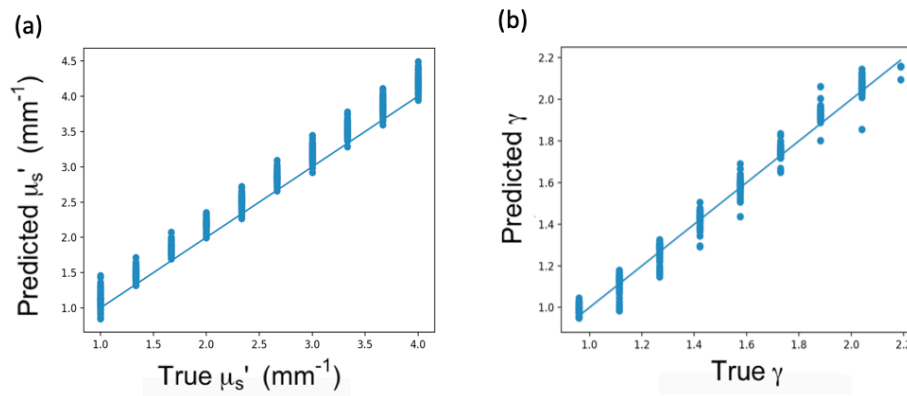 (a)
4.5
4.0
3.5
3.0
2.5
2.0
1.5
1.0
Predicted μs' (mm-1)
1.0 1.5 2.0 2.5 3.0 3.5 4.0
True μs' (mm-1)
(b)
2.2
2.0
1.8
1.6
1.4
1.2
1.0
Predicted γ
1.0 1.2 1.4 1.6 1.8 2.0 2.2
True γ